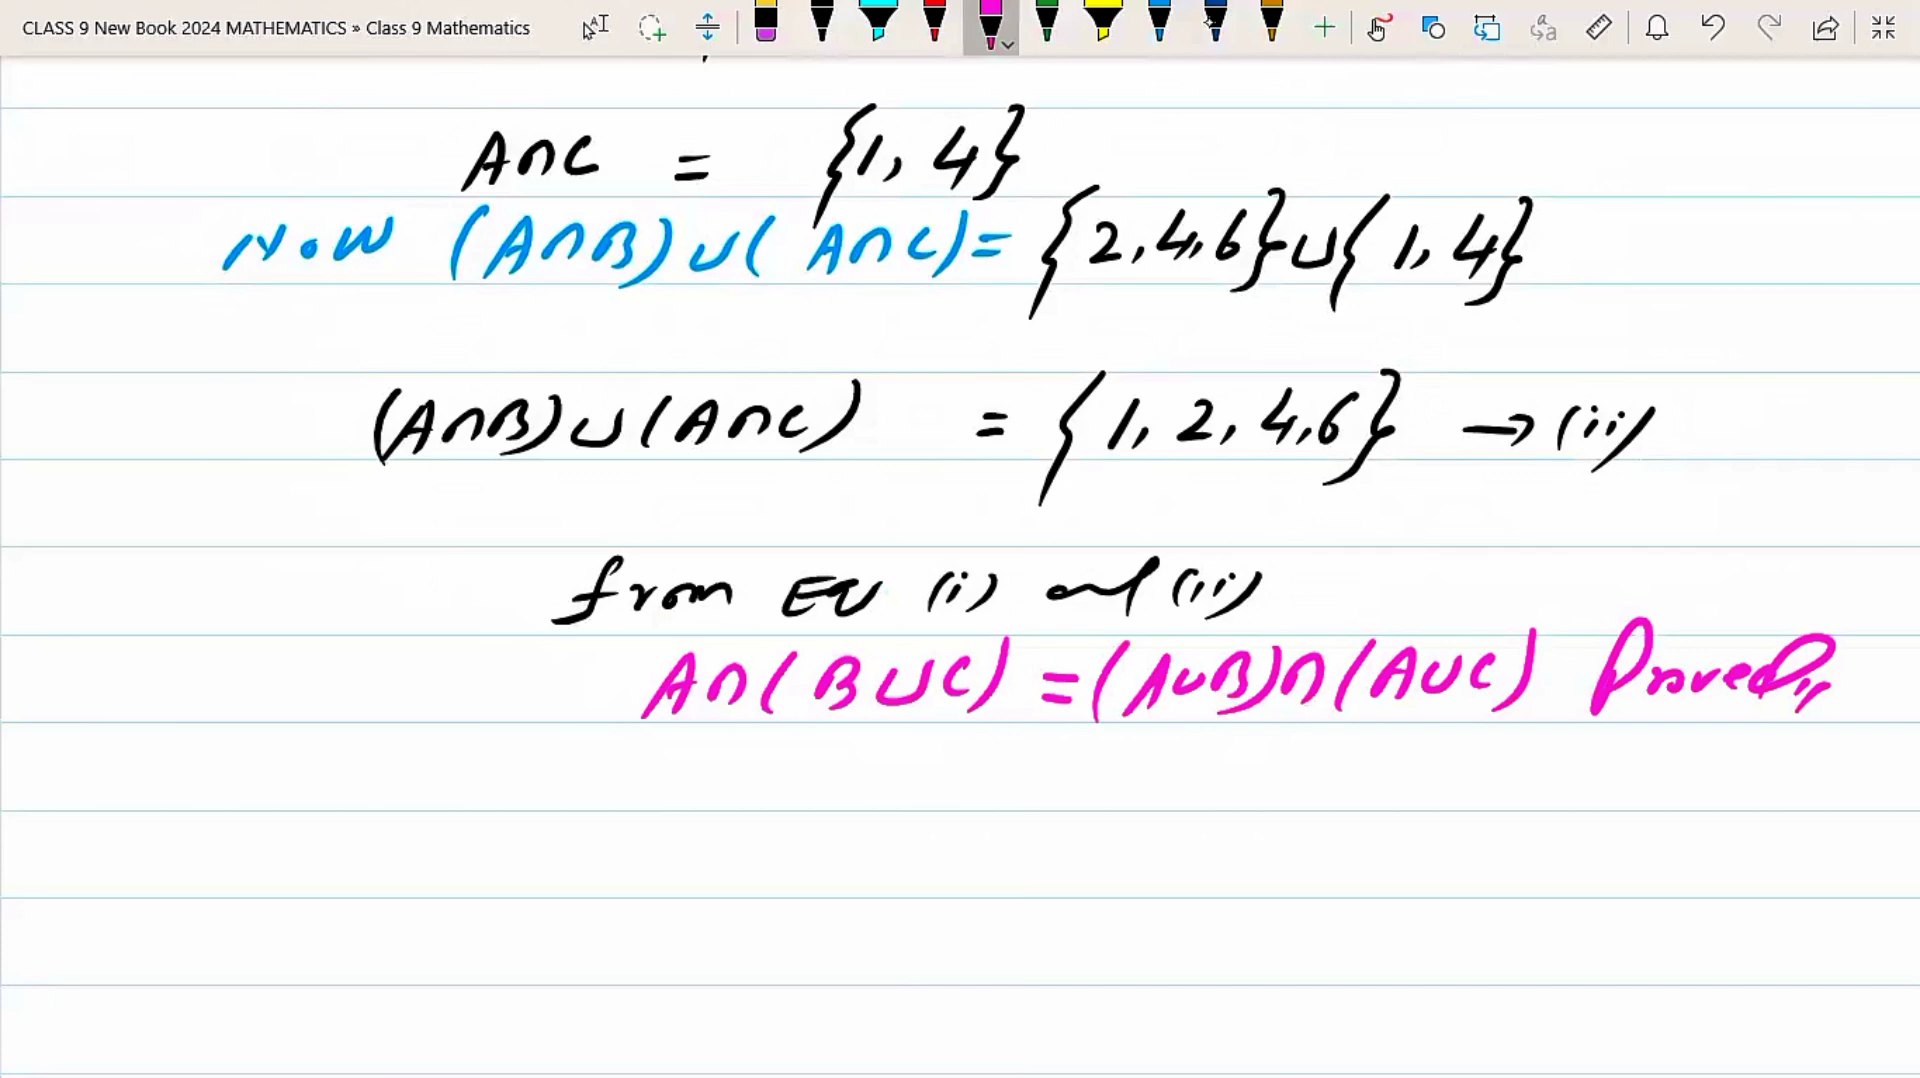 CLASS 9 New Book 2024 MATHEMATICS » Class 9 Mathematics
A∩C = {1, 4}
Now (A∩B)∪(A∩C)= {2,4,6}∪{1,4}
(A∩B)∪(A∩C) = {1, 2, 4,6} → (ii)
from EQ (i) and (ii)
A∩(B∪C) =(A∪B)∩(A∪C) Proved